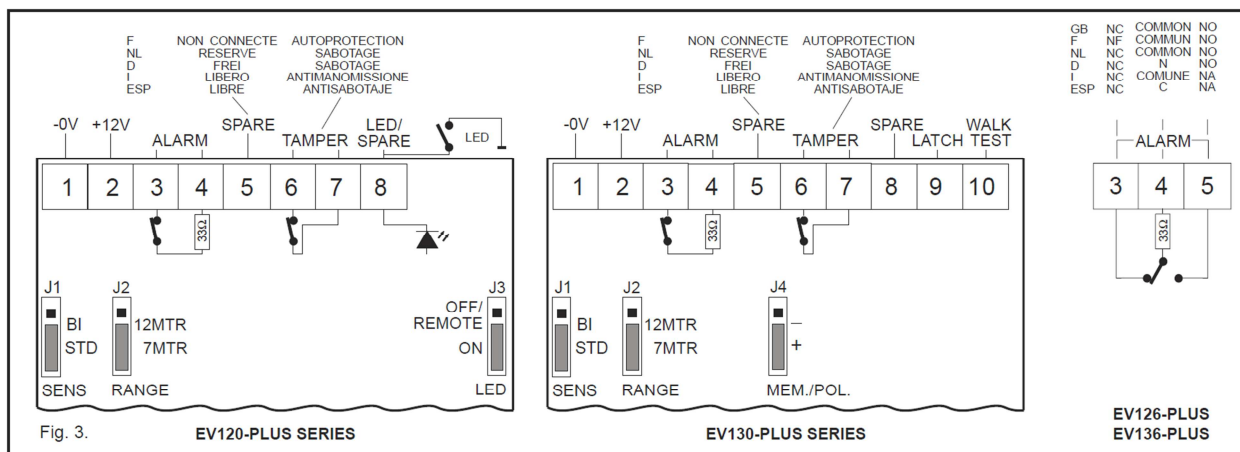 F NON CONNECTE AUTOPROTECTION
NL RESERVE SABOTAGE
D FREI SABOTAGE
I LIBERO ANTIMANOMISSIONE
ESP LIBRE ANTISABOTAJE
-0V +12V ALARM SPARE TAMPER LED/ SPARE LED
1 2 3 4 5 6 7 8
33Ω
J1 J2 J3
BI 12MTR OFF/ REMOTE
STD 7MTR ON
SENS RANGE LED
Fig. 3. EV120-PLUS SERIES
F NON CONNECTE AUTOPROTECTION
NL RESERVE SABOTAGE
D FREI SABOTAGE
I LIBERO ANTIMANOMISSIONE
ESP LIBRE ANTISABOTAJE
-0V +12V ALARM SPARE TAMPER SPARE LATCH WALK TEST
1 2 3 4 5 6 7 8 9 10
33Ω
J1 J2 J4
BI 12MTR −
STD 7MTR +
SENS RANGE MEM./POL.
EV130-PLUS SERIES
GB NC COMMON NO
F NF COMMUN NO
NL NC COMMON NO
D NC N NO
I NC COMUNE NA
ESP NC C NA
ALARM
3 4 5
33Ω
EV126-PLUS
EV136-PLUS